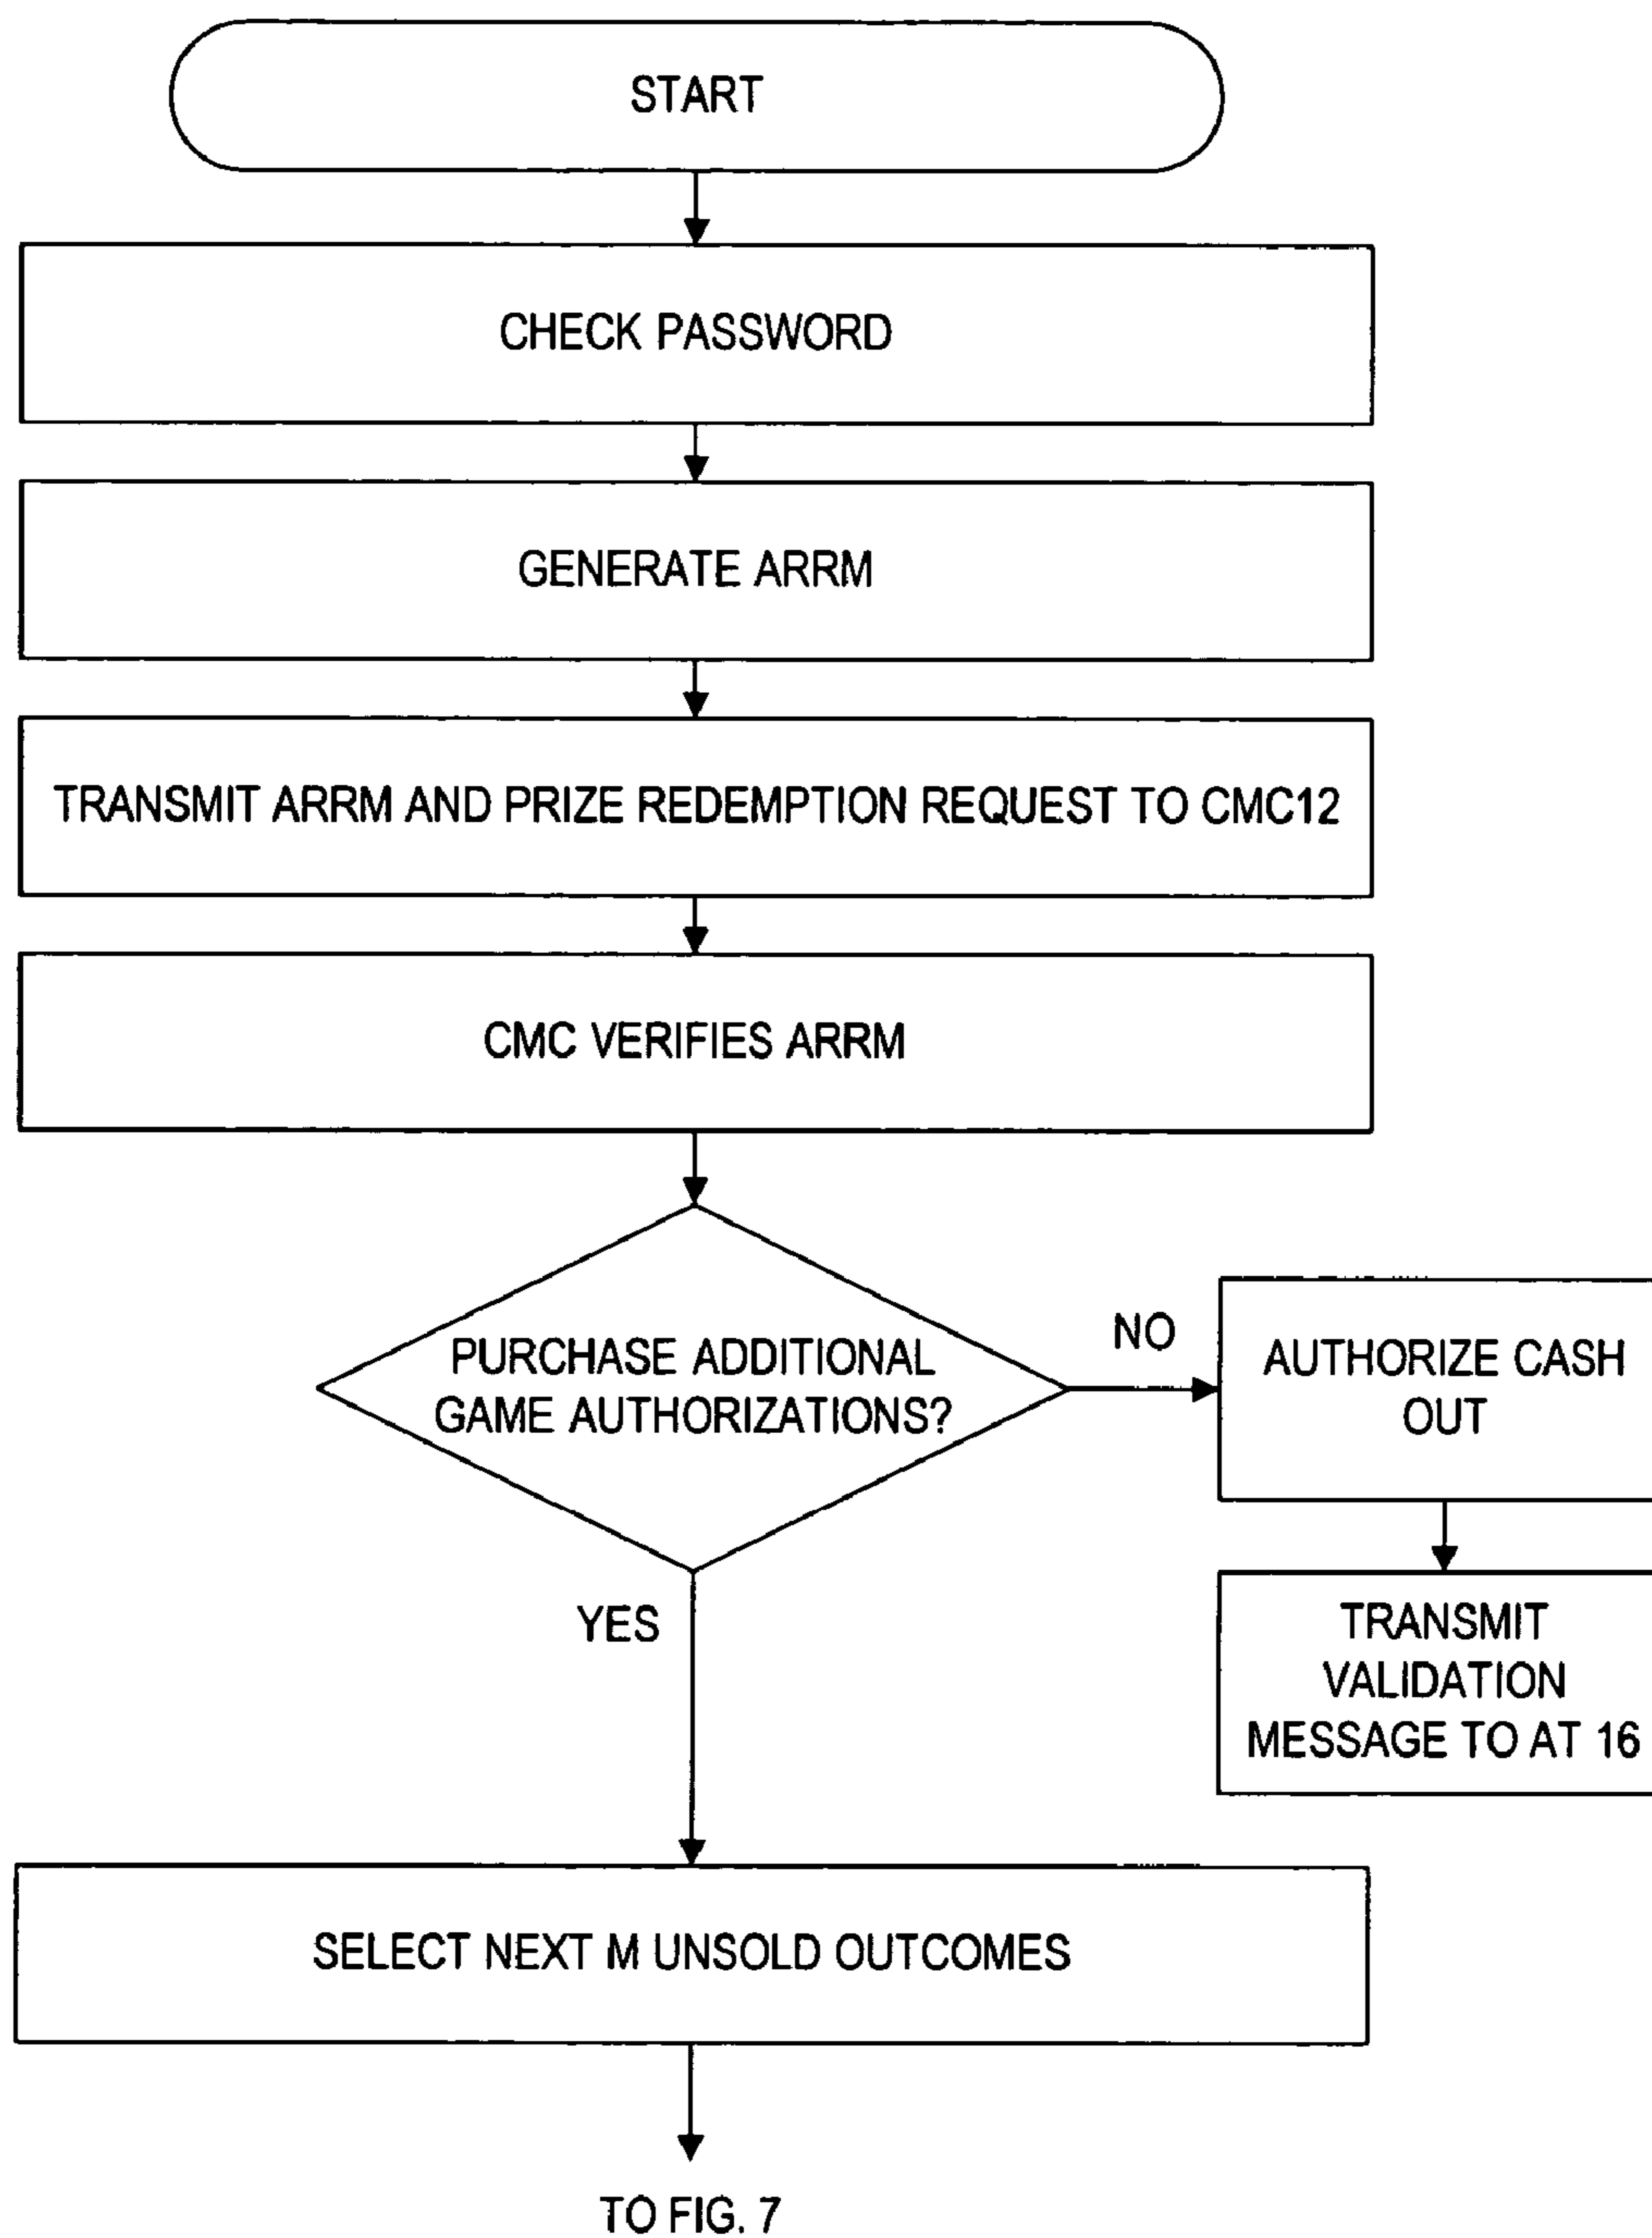 START
CHECK PASSWORD
GENERATE ARRM
TRANSMIT ARRM AND PRIZE REDEMPTION REQUEST TO CMC12
CMC VERIFIES ARRM
PURCHASE ADDITIONAL
GAME AUTHORIZATIONS?
NO
AUTHORIZE CASH
OUT
TRANSMIT
VALIDATION
MESSAGE TO AT 16
YES
SELECT NEXT M UNSOLD OUTCOMES
TO FIG. 7